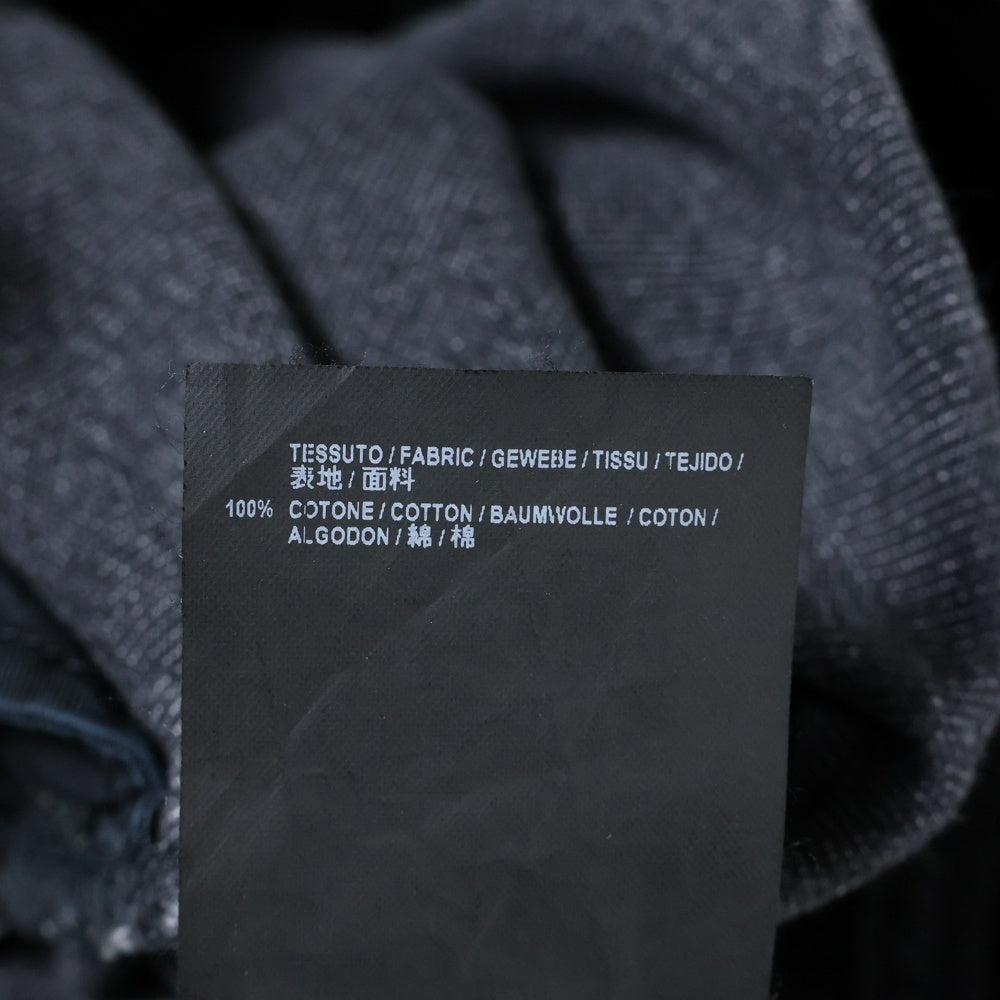 TESSUTO / FABRIC / GEWEBE / TISSU / TEJIDO /
表地 / 面料
100% COTONE / COTTON / BAUMWOLLE / COTON /
ALGODON / 綿 / 棉